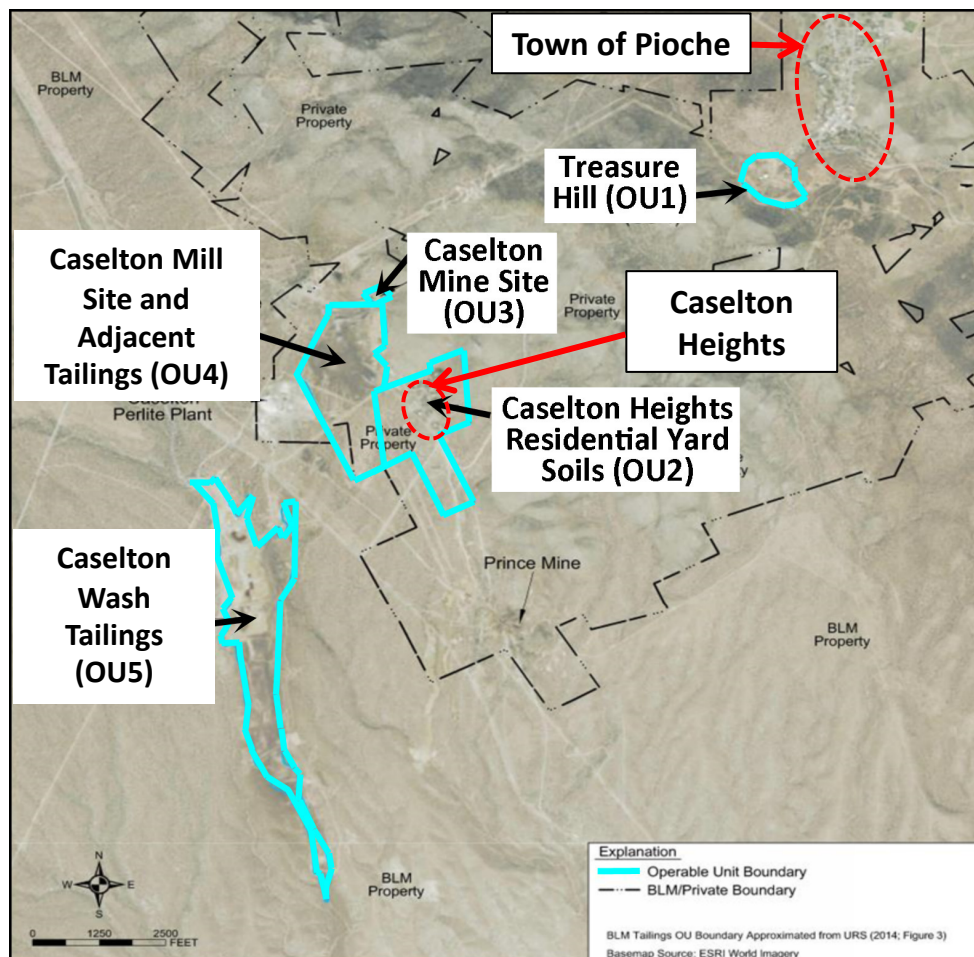 Town of Pioche
BLM
Property
Private
Property
Treasure
Hill (OU1)
Caselton Mill
Site and
Adjacent
Tailings (OU4)
Caselton
Mine Site
(OU3)
Private
Property
Caselton
Heights
Perlite Plant
Private
Property
Caselton Heights
Residential Yard
Soils (OU2)
Caselton
Wash
Tailings
(OU5)
Prince Mine
BLM
Property
BLM
Property
N
W
E
S
0 1250 2500
FEET
Explanation
Operable Unit Boundary
BLM/Private Boundary
BLM Tailings OU Boundary Approximated from URS (2014; Figure 3)
Basemap Source: ESRI World Imagery